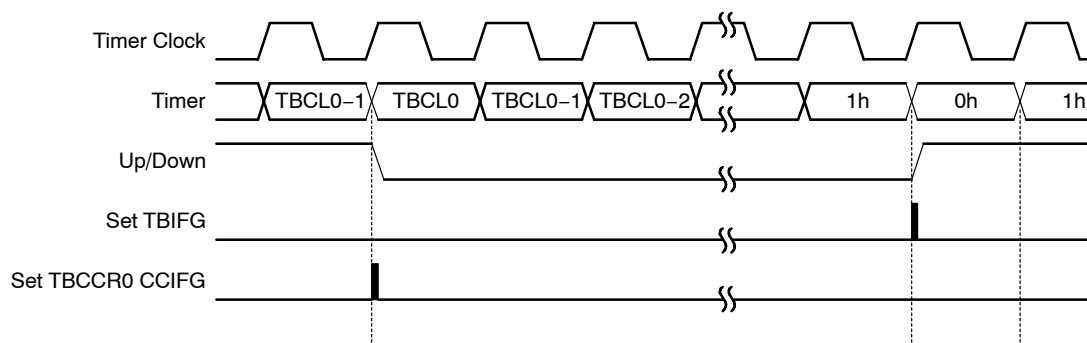 Timer Clock
Timer TBCL0−1 TBCL0 TBCL0−1 TBCL0−2 1h 0h 1h
Up/Down
Set TBIFG
Set TBCCR0 CCIFG